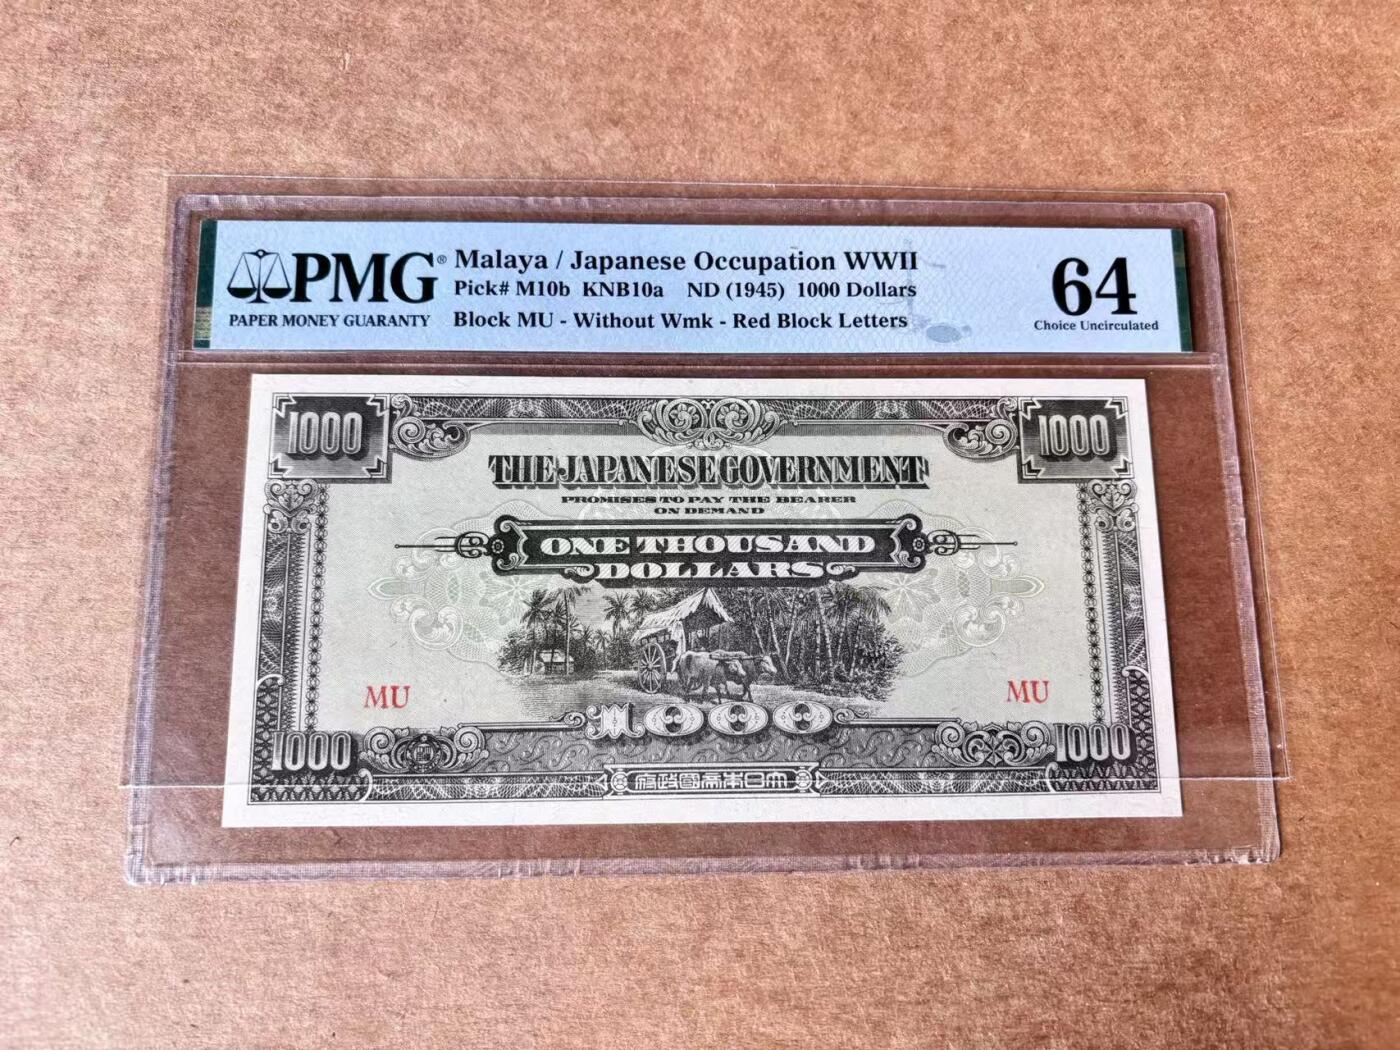 PMG®
PAPER MONEY GUARANTY
Malaya / Japanese Occupation WWII
Pick# M10b KNB10a ND (1945) 1000 Dollars
Block MU - Without Wmk - Red Block Letters
64
Choice Uncirculated
1000
1000
THE JAPANESE GOVERNMENT
PROMISES TO PAY THE BEARER
ON DEMAND
ONE THOUSAND
DOLLARS
MU
MU
1000
1000
1000
府政國帝本日大